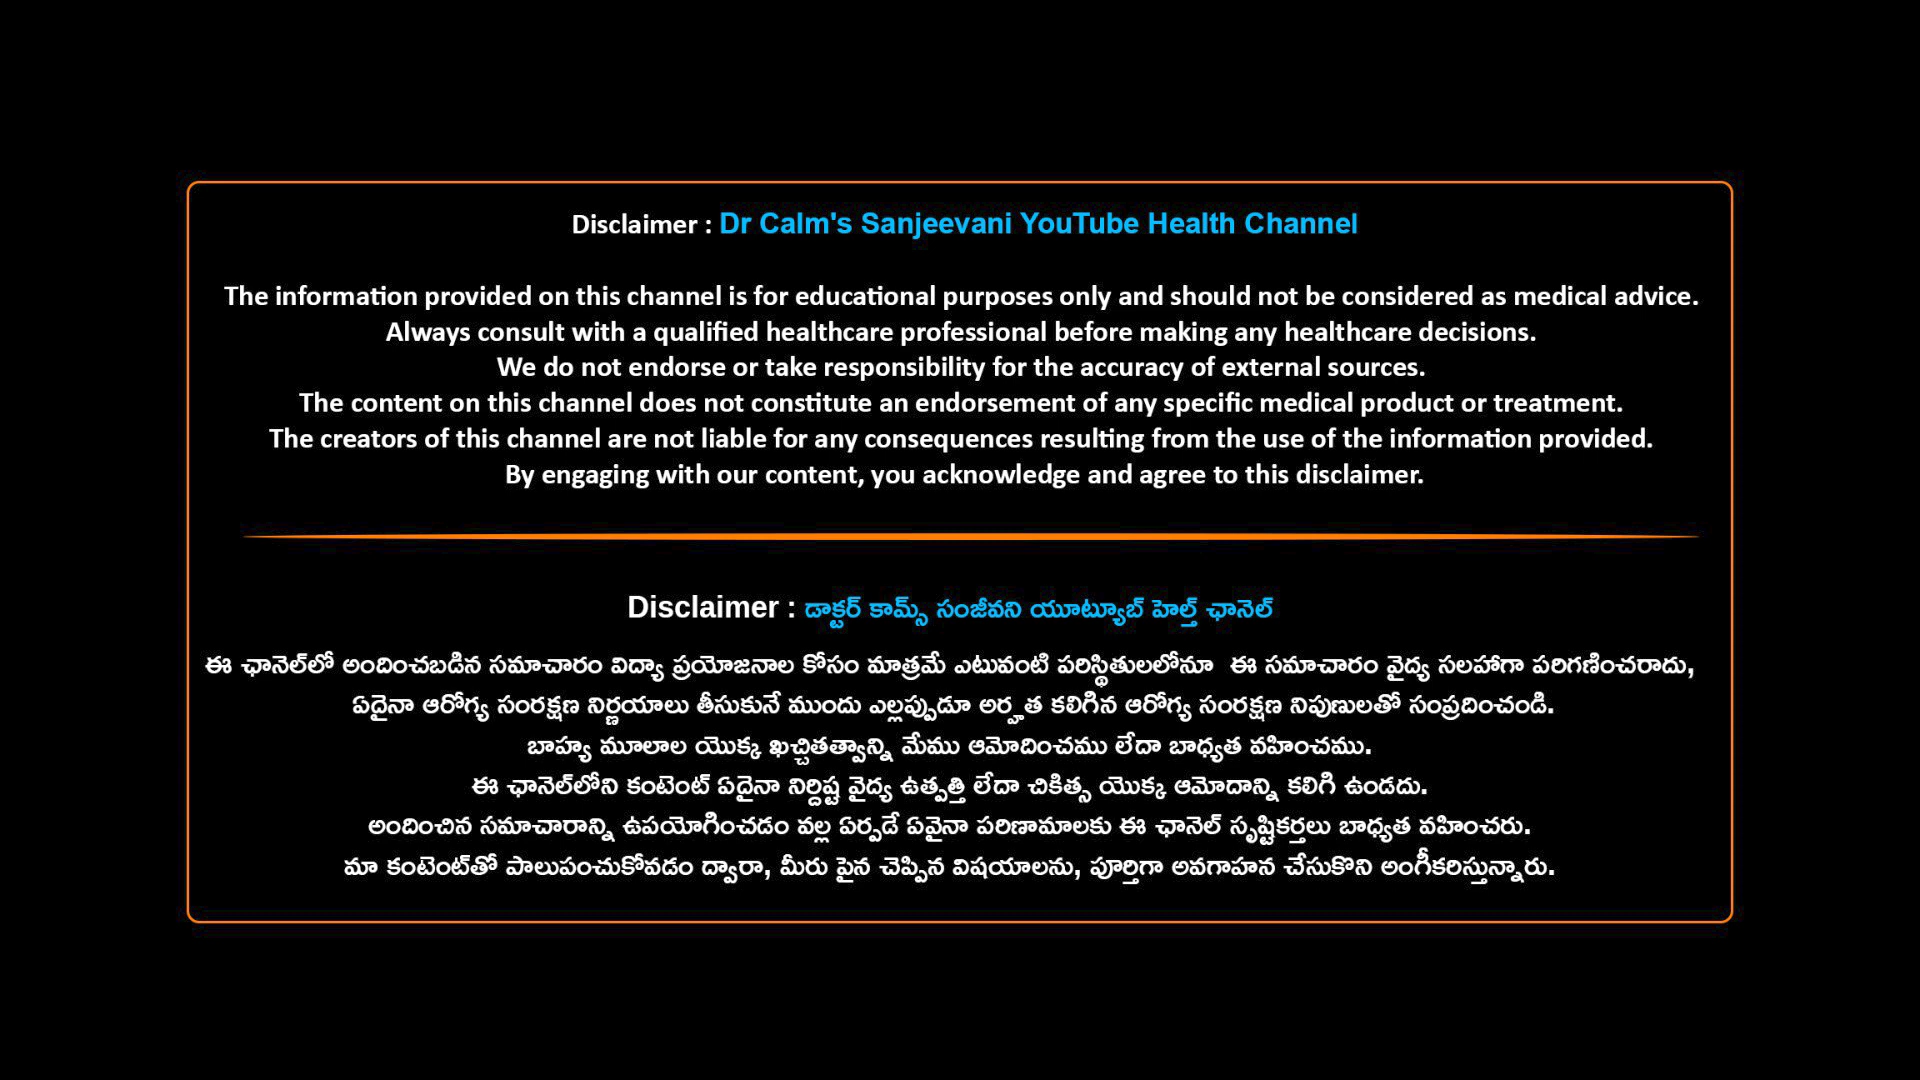 Disclaimer : Dr Calm's Sanjeevani YouTube Health Channel
The information provided on this channel is for educational purposes only and should not be considered as medical advice.
Always consult with a qualified healthcare professional before making any healthcare decisions.
We do not endorse or take responsibility for the accuracy of external sources.
The content on this channel does not constitute an endorsement of any specific medical product or treatment.
The creators of this channel are not liable for any consequences resulting from the use of the information provided.
By engaging with our content, you acknowledge and agree to this disclaimer.
Disclaimer : డాక్టర్ కామ్స్ సంజీవని యూట్యూబ్ హెల్త్ ఛానెల్
ఈ ఛానెల్‌లో అందించబడిన సమాచారం విద్యా ప్రయోజనాల కోసం మాత్రమే ఎటువంటి పరిస్థితులలోనూ ఈ సమాచారం వైద్య సలహాగా పరిగణించరాదు,
ఏదైనా ఆరోగ్య సంరక్షణ నిర్ణయాలు తీసుకునే ముందు ఎల్లప్పుడూ అర్హత కలిగిన ఆరోగ్య సంరక్షణ నిపుణులతో సంప్రదించండి.
బాహ్య మూలాల యొక్క ఖచ్చితత్వాన్ని మేము ఆమోదించము లేదా బాధ్యత వహించము.
ఈ ఛానెల్‌లోని కంటెంట్ ఏదైనా నిర్దిష్ట వైద్య ఉత్పత్తి లేదా చికిత్స యొక్క ఆమోదాన్ని కలిగి ఉండదు.
అందించిన సమాచారాన్ని ఉపయోగించడం వల్ల ఏర్పడే ఏవైనా పరిణామాలకు ఈ ఛానెల్ సృష్టికర్తలు బాధ్యత వహించరు.
మా కంటెంట్‌తో పాలుపంచుకోవడం ద్వారా, మీరు పైన చెప్పిన విషయాలను, పూర్తిగా అవగాహన చేసుకొని అంగీకరిస్తున్నారు.